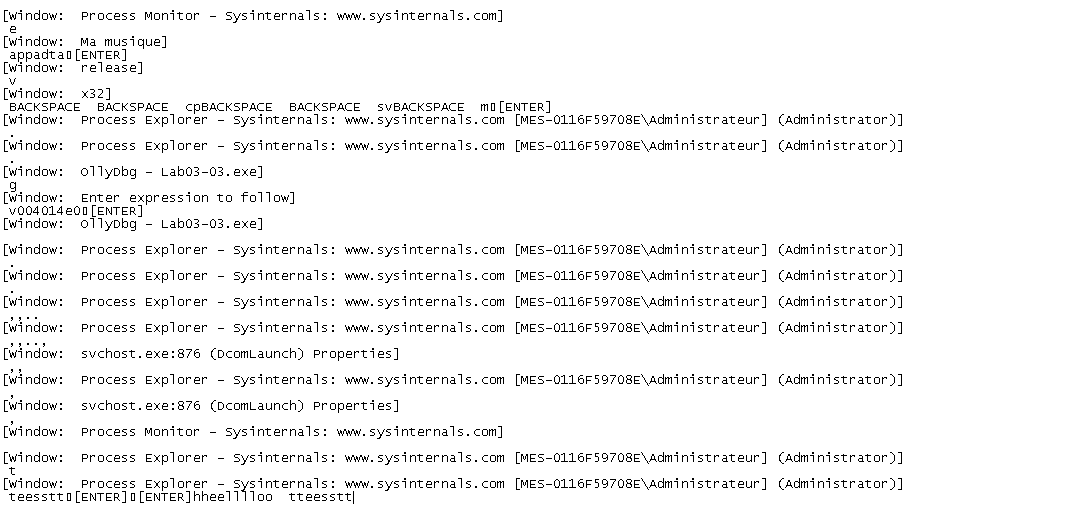 [Window:  Process Monitor - Sysinternals: www.sysinternals.com]
e
[Window:  Ma musique]
appadta▯[ENTER]
[Window:  release]
v
[Window:  x32]
BACKSPACE  BACKSPACE  cpBACKSPACE  BACKSPACE  svBACKSPACE  m▯[ENTER]
[Window:  Process Explorer - Sysinternals: www.sysinternals.com [MES-0116F59708E\Administrateur] (Administrator)]
.
[Window:  Process Explorer - Sysinternals: www.sysinternals.com [MES-0116F59708E\Administrateur] (Administrator)]
.
[Window:  OllyDbg - Lab03-03.exe]
g
[Window:  Enter expression to follow]
v004014e0▯[ENTER]
[Window:  OllyDbg - Lab03-03.exe]
.
[Window:  Process Explorer - Sysinternals: www.sysinternals.com [MES-0116F59708E\Administrateur] (Administrator)]
.
[Window:  Process Explorer - Sysinternals: www.sysinternals.com [MES-0116F59708E\Administrateur] (Administrator)]
.
[Window:  Process Explorer - Sysinternals: www.sysinternals.com [MES-0116F59708E\Administrateur] (Administrator)]
,,..
[Window:  Process Explorer - Sysinternals: www.sysinternals.com [MES-0116F59708E\Administrateur] (Administrator)]
,,..,
[Window:  svchost.exe:876 (DcomLaunch) Properties]
,,
[Window:  Process Explorer - Sysinternals: www.sysinternals.com [MES-0116F59708E\Administrateur] (Administrator)]
,
[Window:  svchost.exe:876 (DcomLaunch) Properties]
,
[Window:  Process Monitor - Sysinternals: www.sysinternals.com]
[Window:  Process Explorer - Sysinternals: www.sysinternals.com [MES-0116F59708E\Administrateur] (Administrator)]
t
[Window:  Process Explorer - Sysinternals: www.sysinternals.com [MES-0116F59708E\Administrateur] (Administrator)]
teesstt▯[ENTER]▯[ENTER]hheelllloo  tteesstt